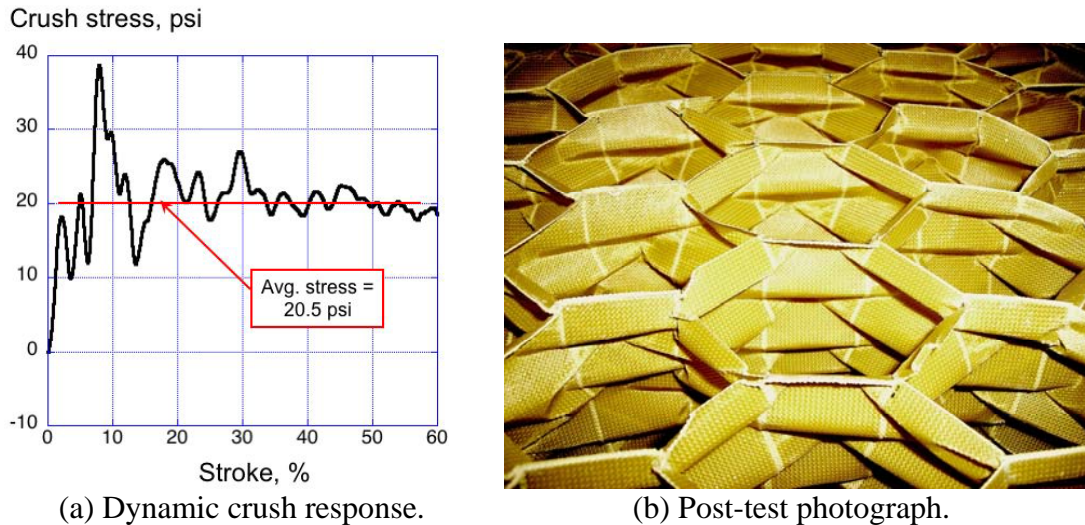 Crush stress, psi
40
30
20
10
0
-10
0 10 20 30 40 50 60
Avg. stress =
20.5 psi
Stroke, %
(a) Dynamic crush response.
(b) Post-test photograph.